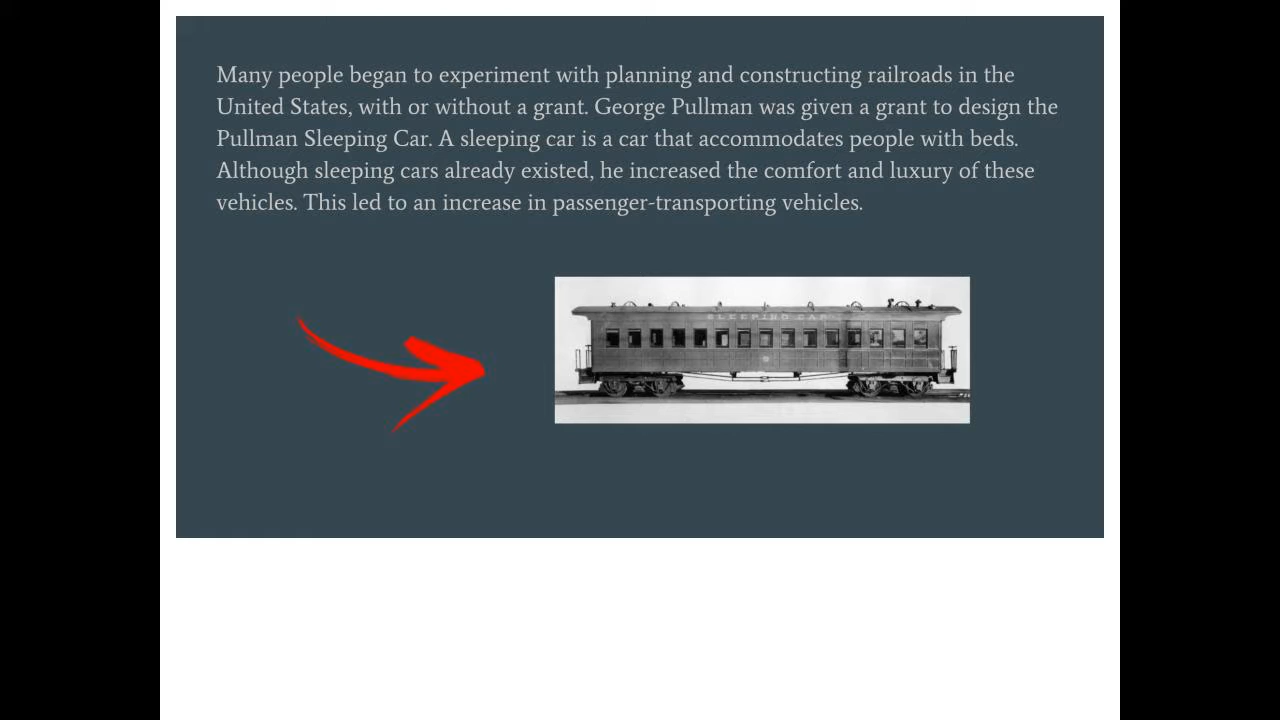 Many people began to experiment with planning and constructing railroads in the
United States, with or without a grant. George Pullman was given a grant to design the
Pullman Sleeping Car. A sleeping car is a car that accommodates people with beds.
Although sleeping cars already existed, he increased the comfort and luxury of these
vehicles. This led to an increase in passenger-transporting vehicles.
SLEEPING CAR